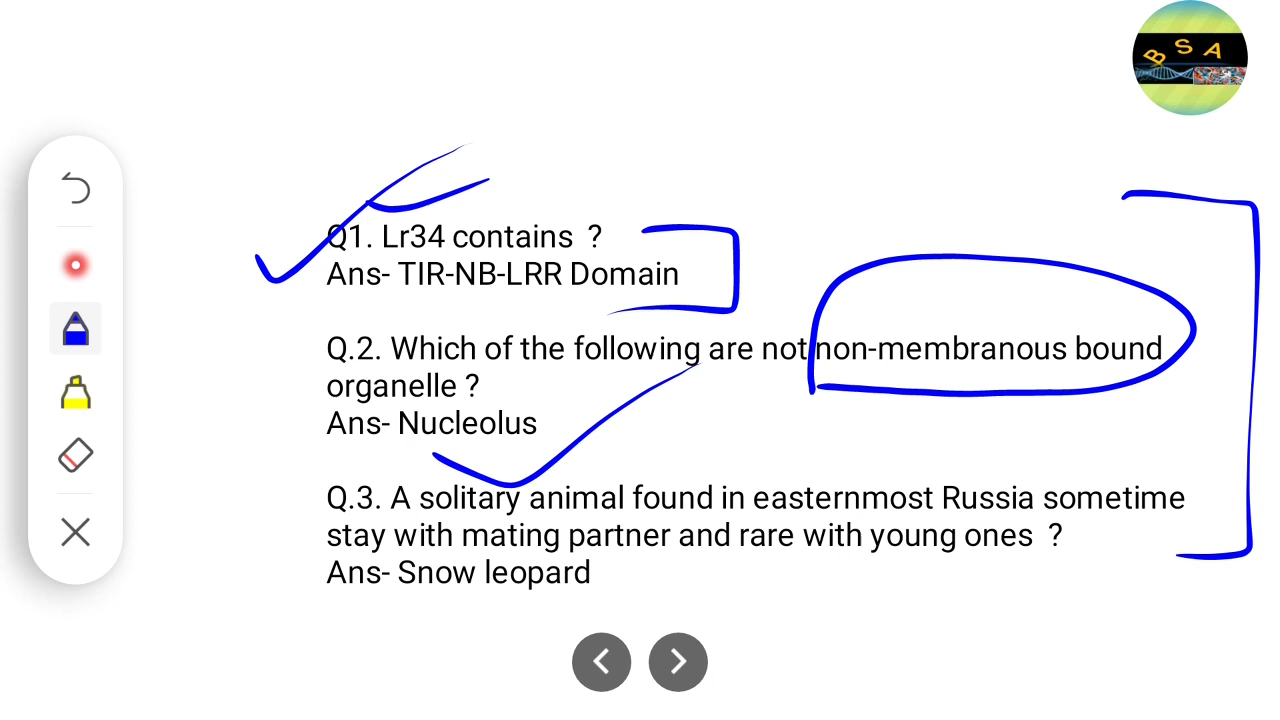 BSA
Q1. Lr34 contains ?
Ans- TIR-NB-LRR Domain
Q.2. Which of the following are not non-membranous bound
organelle ?
Ans- Nucleolus
Q.3. A solitary animal found in easternmost Russia sometime
stay with mating partner and rare with young ones ?
Ans- Snow leopard